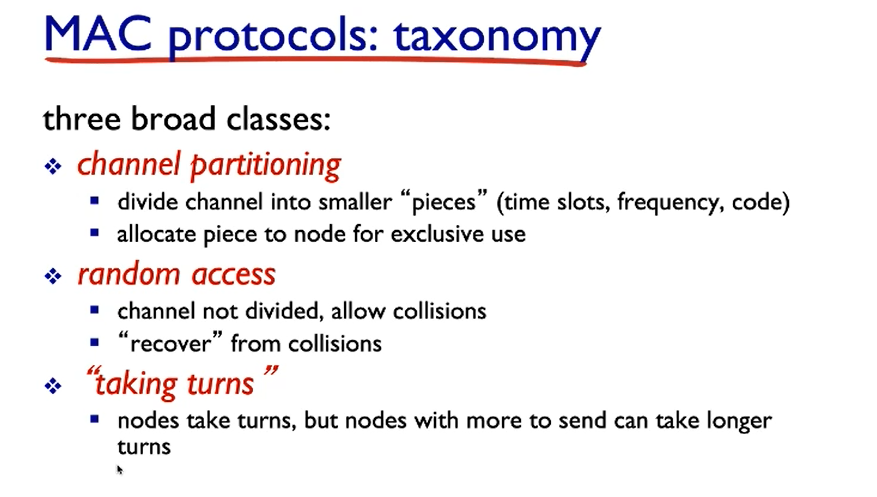 MAC protocols: taxonomy
three broad classes:
❖ channel partitioning
▪ divide channel into smaller “pieces” (time slots, frequency, code)
▪ allocate piece to node for exclusive use
❖ random access
▪ channel not divided, allow collisions
▪ “recover” from collisions
❖ “taking turns”
▪ nodes take turns, but nodes with more to send can take longer
turns